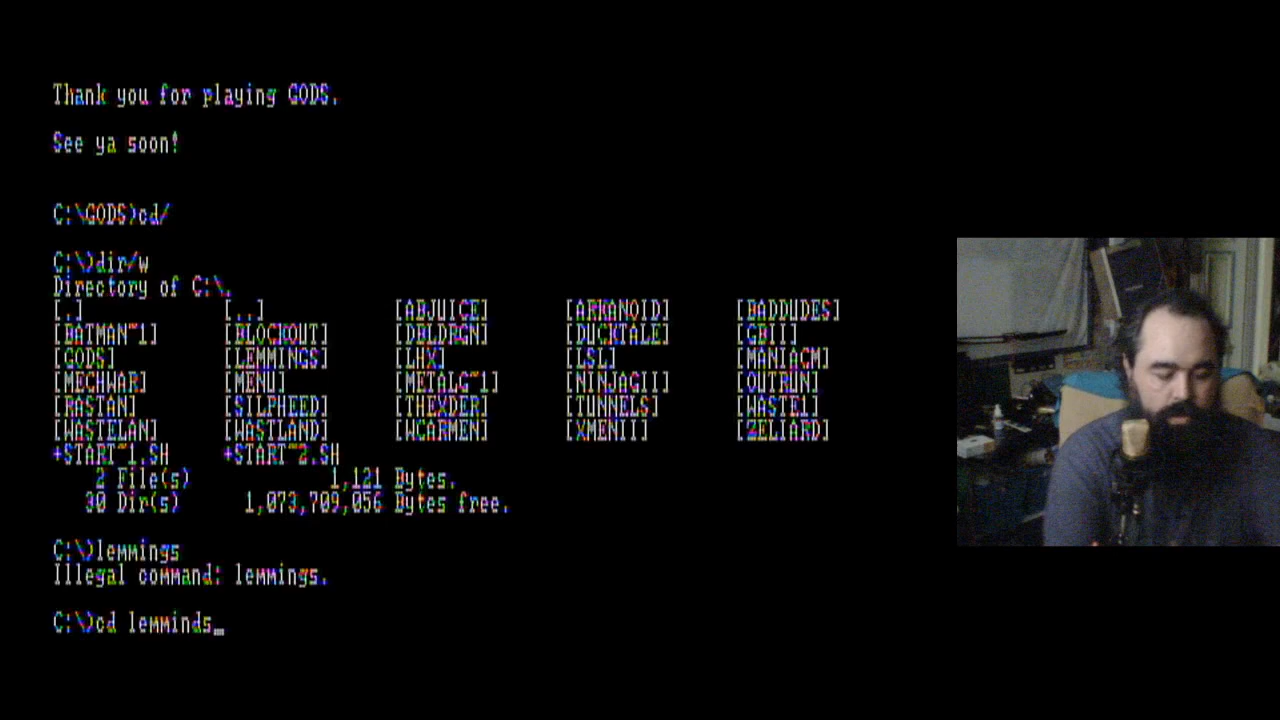 Thank you for playing GODS.
See ya soon!
C:\GODS>cd/
C:\>dir/w
Directory of C:\.
[.] [..] [ABJUICE] [ARKANOID] [BADDUDES]
[BATMAN~1] [BLOCKOUT] [DBLDRGN] [DUCKTALE] [GBII]
[GODS] [LEMMINGS] [LHX] [LSL] [MANIACM]
[MECHWAR] [MENU] [METALG~1] [NINJAGII] [OUTRUN]
[RASTAN] [SILPHEED] [THEXDER] [TUNNELS] [WASTE1]
[WASTELAN] [WASTLAND] [WCARMEN] [XMENII] [ZELIARD]
+START~1.SH +START~2.SH
2 File(s) 1,121 Bytes.
30 Dir(s) 1,073,709,056 Bytes free.
C:\>lemmings
Illegal command: lemmings.
C:\>cd lemminds_